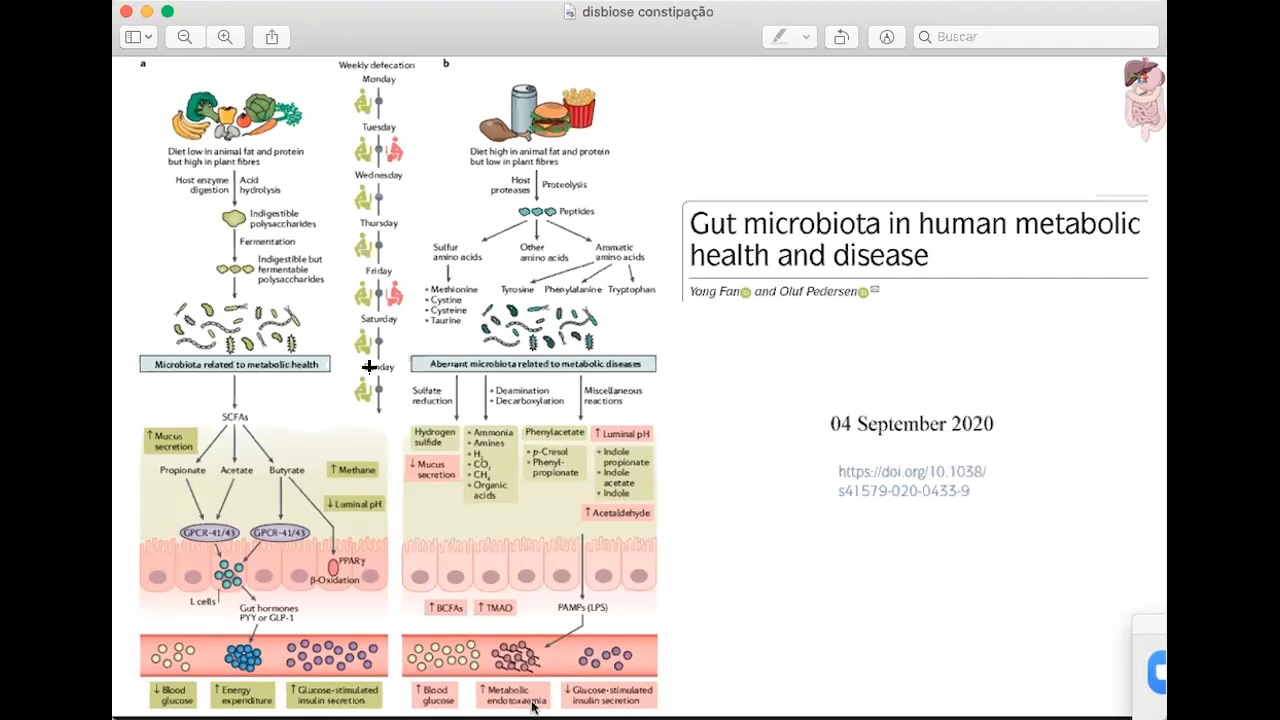 disbiose constipação
Buscar
a
Weekly defecation
Monday
Tuesday
Wednesday
Thursday
Friday
Saturday
Diet low in animal fat and protein
but high in plant fibres
Host enzyme
digestion
Acid
hydrolysis
Indigestible
polysaccharides
Fermentation
Indigestible but
fermentable
polysaccharides
Microbiota related to metabolic health
SCFAs
↑ Mucus
secretion
Propionate
Acetate
Butyrate
↑ Methane
↓ Luminal pH
GPCR-41/43
GPCR-41/43
PPARγ
β-Oxidation
L cells
Gut hormones
PYY or GLP-1
↓ Blood
glucose
↑ Energy
expenditure
↑ Glucose-stimulated
insulin secretion
b
Diet high in animal fat and protein
but low in plant fibres
Host
proteases
Proteolysis
Peptides
Sulfur
amino acids
Other
amino acids
Aromatic
amino acids
• Methionine
• Cystine
• Cysteine
• Taurine
Tyrosine
Phenylalanine
Tryptophan
Aberrant microbiota related to metabolic diseases
Sulfate
reduction
• Deamination
• Decarboxylation
Miscellaneous
reactions
Hydrogen
sulfide
↓ Mucus
secretion
• Ammonia
• Amines
• H₂
• CO₂
• CH₄
• Organic
acids
Phenylacetate
• p-Cresol
• Phenyl-
propionate
↑ Luminal pH
• Indole
propionate
• Indole
acetate
• Indole
↑ Acetaldehyde
↑ BCFAs
↑ TMAO
PAMPs (LPS)
↑ Blood
glucose
↑ Metabolic
endotoxaemia
↓ Glucose-stimulated
insulin secretion
Gut microbiota in human metabolic
health and disease
Yong Fan and Oluf Pedersen
04 September 2020
https://doi.org/10.1038/
s41579-020-0433-9